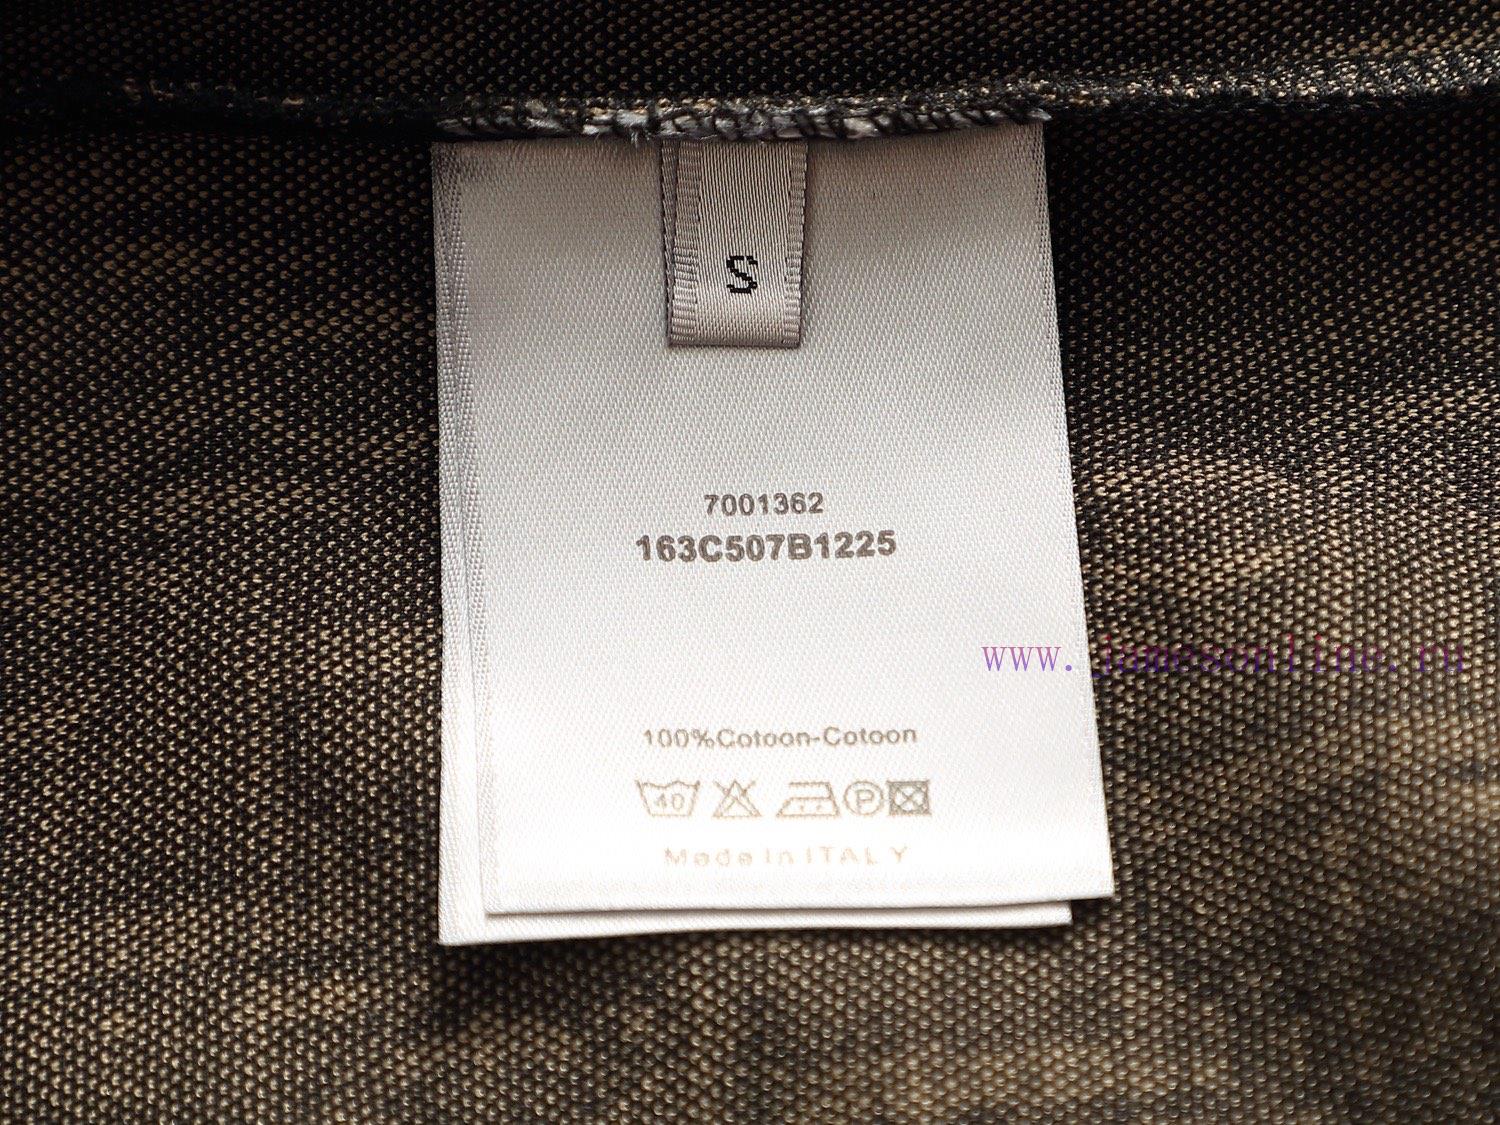 S
7001362
163C507B1225
www.jamesonline.ru
100%Cotoon-Cotoon
40 P
Made In ITALY